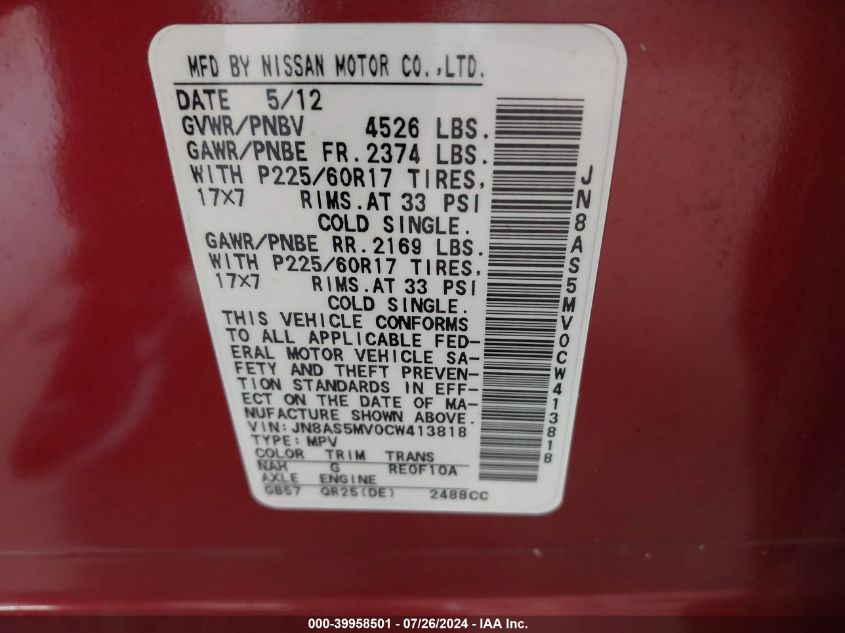 MFD BY NISSAN MOTOR CO.,LTD.
DATE 5/12
GVWR/PNBV 4526 LBS.
GAWR/PNBE FR. 2374 LBS.
WITH P225/60R17 TIRES,
17X7 RIMS.AT 33 PSI
COLD SINGLE.
GAWR/PNBE RR. 2169 LBS.
WITH P225/60R17 TIRES,
17X7 RIMS.AT 33 PSI
COLD SINGLE.
THIS VEHICLE CONFORMS
TO ALL APPLICABLE FED-
ERAL MOTOR VEHICLE SA-
FETY AND THEFT PREVEN-
TION STANDARDS IN EFF-
ECT ON THE DATE OF MA-
NUFACTURE SHOWN ABOVE.
VIN: JN8AS5MV0CW413818
TYPE: MPV
COLOR TRIM TRANS
NAH G RE0F10A
AXLE ENGINE
GB57 QR25(DE) 2488CC
JN8AS5MV0CW413818
000-39958501 - 07/26/2024 - IAA Inc.